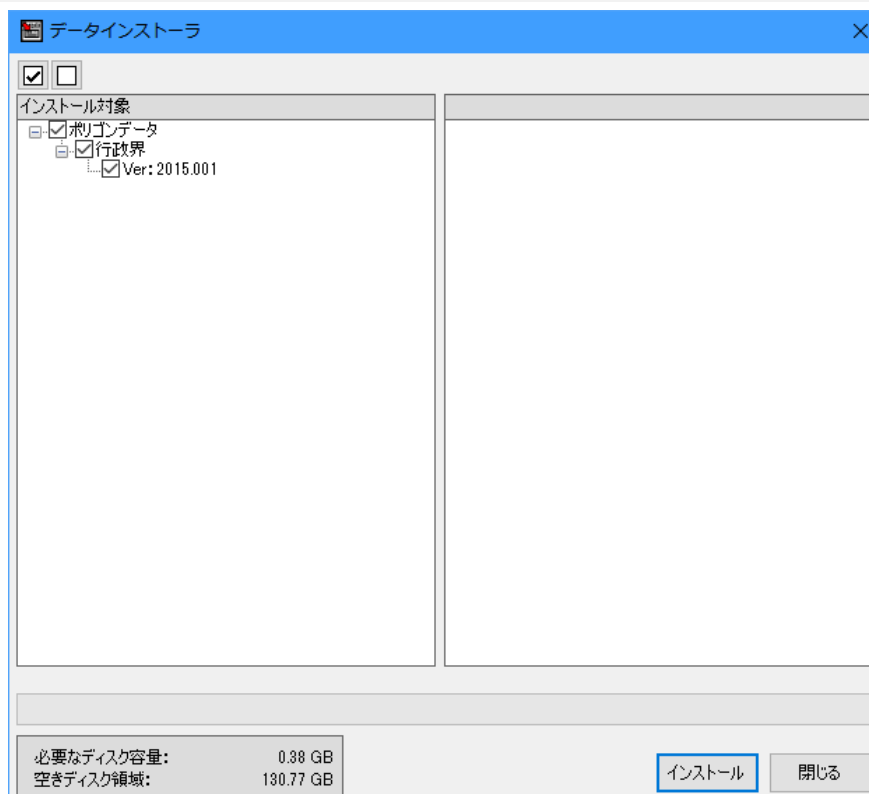 データインストーラ
インストール対象
ポリゴンデータ
行政界
Ver: 2015.001
必要なディスク容量: 0.38 GB
空きディスク領域: 130.77 GB
インストール 閉じる